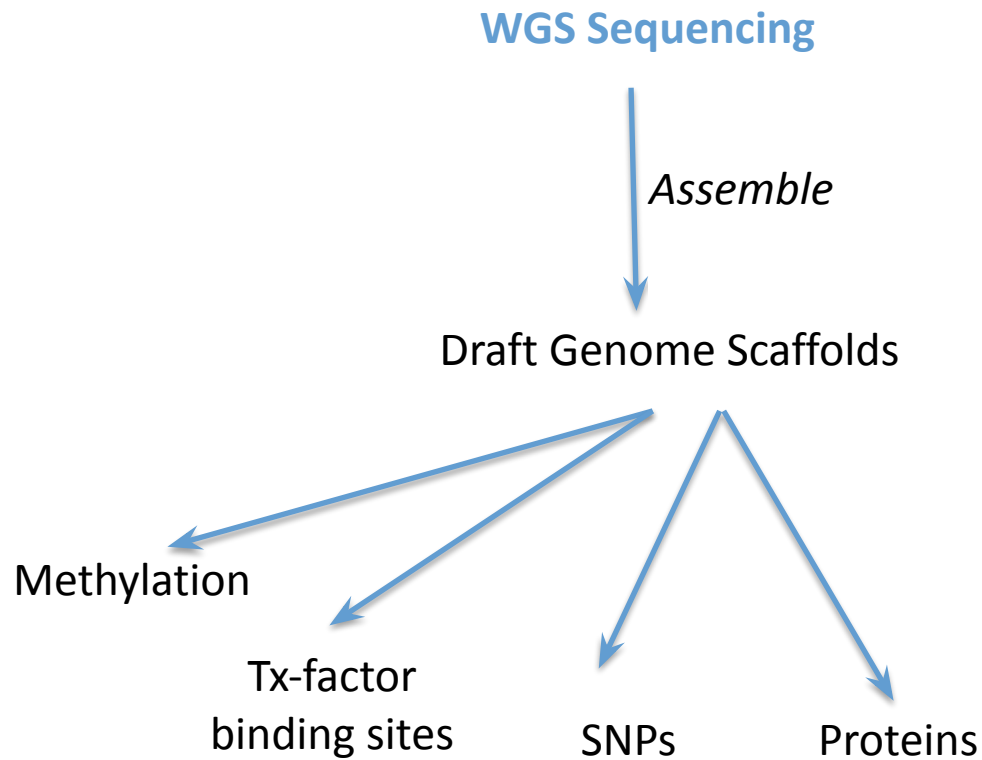 WGS Sequencing
Assemble
Draft Genome Scaffolds
Methylation
Tx-factor
binding sites
SNPs
Proteins